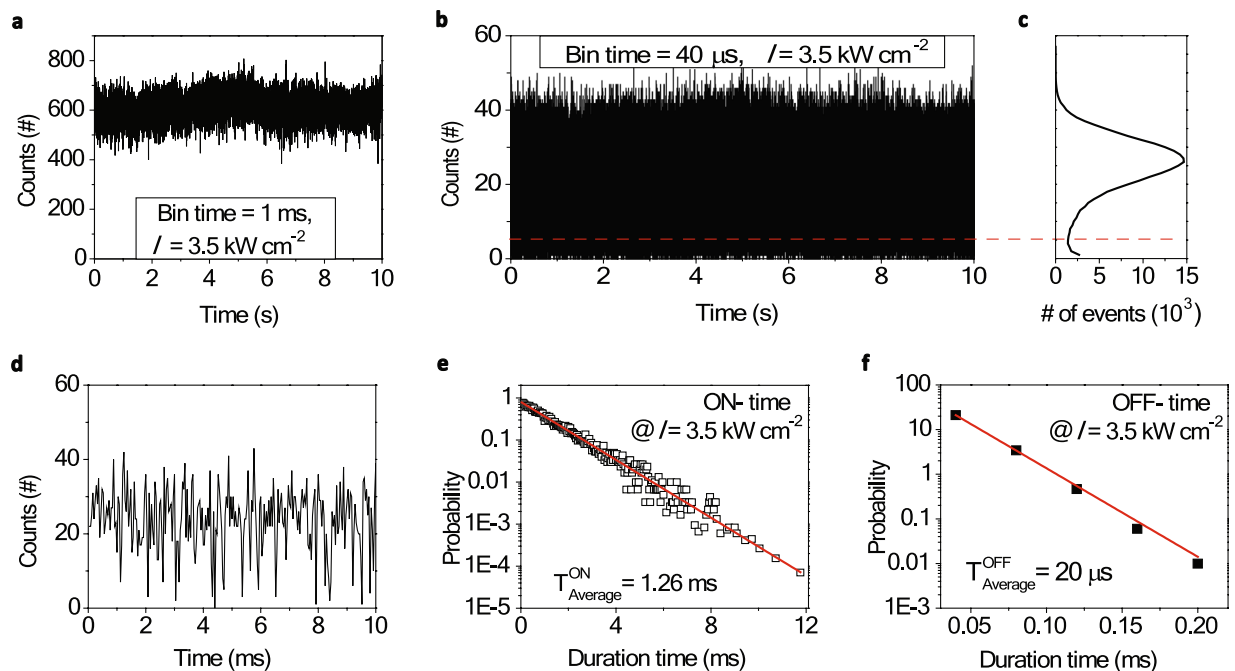 a
800
600
400
200
0
Counts (#)
Bin time = 1 ms,
I = 3.5 kW cm-2
0 2 4 6 8 10
Time (s)
b
60
40
20
0
Counts (#)
Bin time = 40 μs, I = 3.5 kW cm-2
0 2 4 6 8 10
Time (s)
c
0 5 10 15
# of events (10^3)
d
60
40
20
0
Counts (#)
0 2 4 6 8 10
Time (ms)
e
1
0.1
0.01
1E-3
1E-4
1E-5
Probability
ON- time
@ I = 3.5 kW cm-2
T ON Average = 1.26 ms
0 4 8 12
Duration time (ms)
f
100
10
1
0.1
0.01
1E-3
Probability
OFF- time
@ I = 3.5 kW cm-2
T OFF Average = 20 μs
0.05 0.10 0.15 0.20
Duration time (ms)